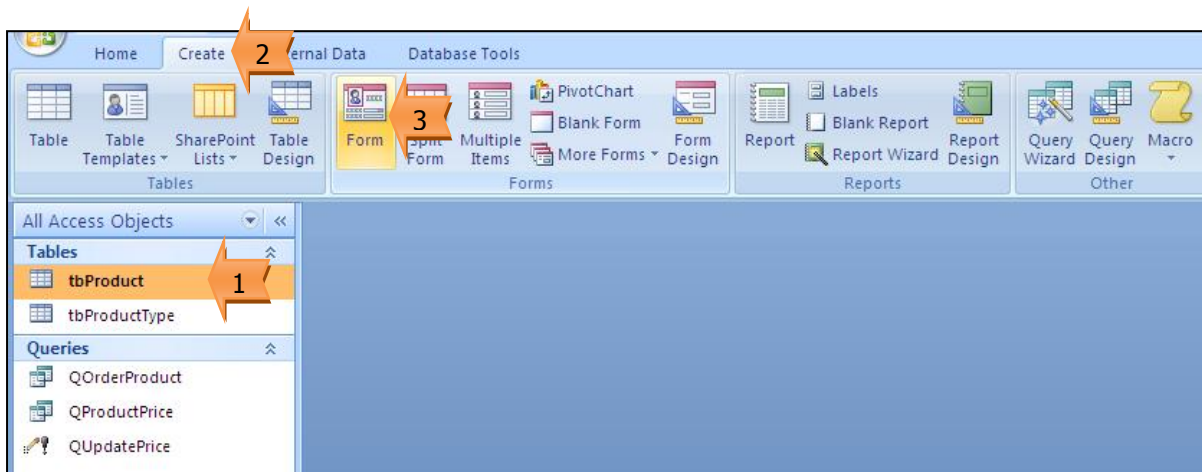 Home Create 2 ernal Data Database Tools
Table Table Templates SharePoint Lists Table Design Form 3 Form Multiple Items PivotChart Blank Form More Forms Form Design Report Labels Blank Report Report Wizard Report Design Query Wizard Query Design Macro
Tables Forms Reports Other
All Access Objects «
Tables
tbProduct 1
tbProductType
Queries
QOrderProduct
QProductPrice
QUpdatePrice